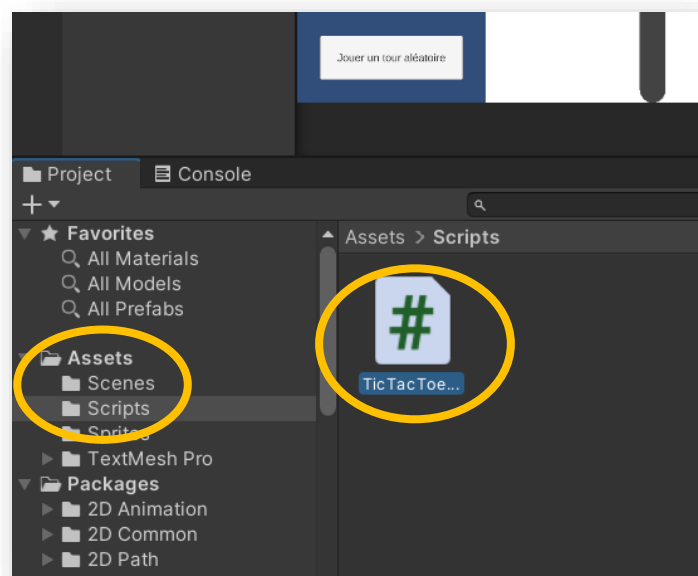 Jouer un tour aléatoire
Project
Console
Favorites
All Materials
All Models
All Prefabs
Assets
Scenes
Scripts
Sprites
TextMesh Pro
Packages
2D Animation
2D Common
2D Path
Assets > Scripts
#
TicTacToe...